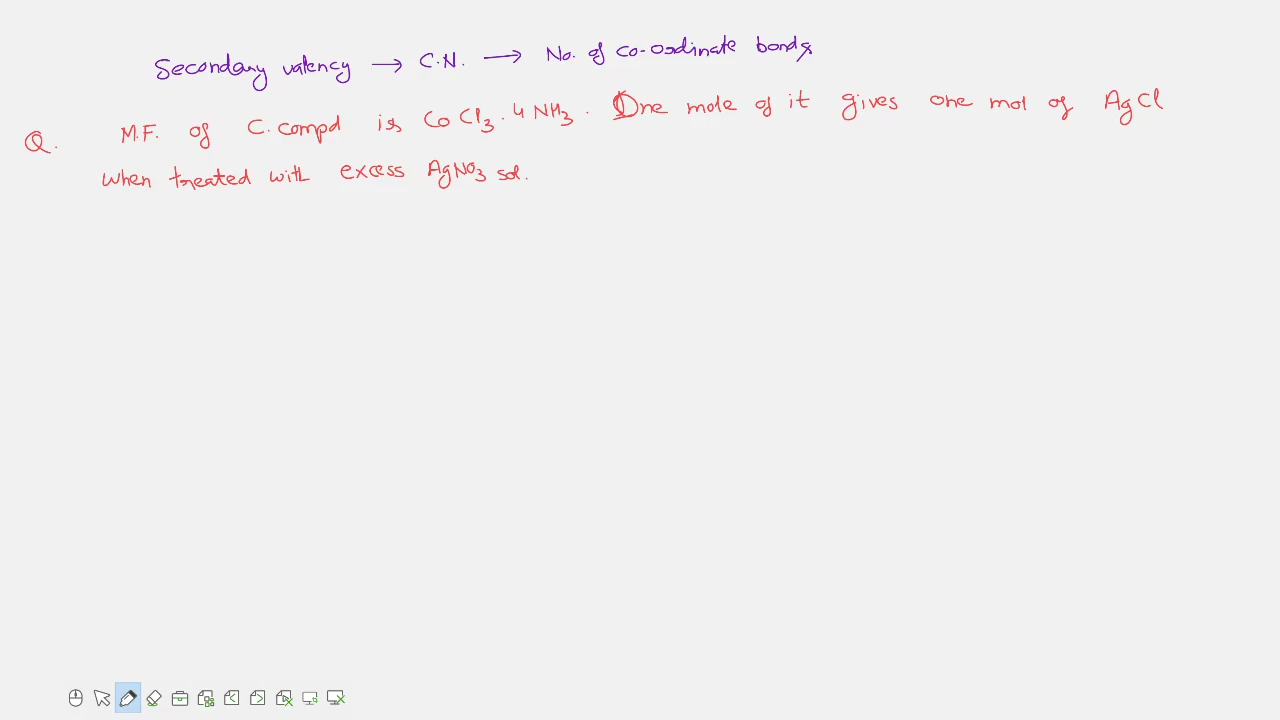 Secondary valency → C.N. → No. of co-ordinate bonds
Q. M.F. of C. compd is CoCl₃.4NH₃. One mole of it gives one mol of AgCl
when treated with excess AgNO₃ sol.